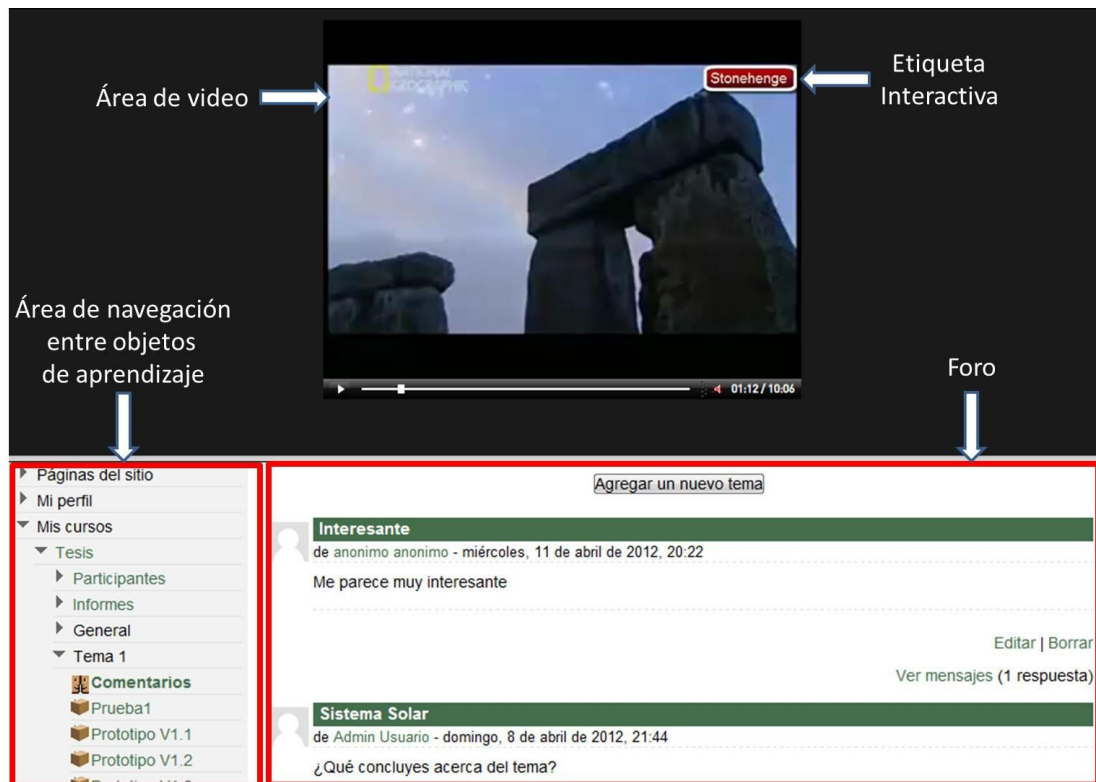 NATIONAL
GEOGRAPHIC
Stonehenge
Etiqueta
Interactiva
Área de video
Área de navegación
entre objetos
de aprendizaje
Foro
01:12 / 10:06
Páginas del sitio
Mi perfil
Mis cursos
Tesis
Participantes
Informes
General
Tema 1
Comentarios
Prueba1
Prototipo V1.1
Prototipo V1.2
Agregar un nuevo tema
Interesante
de anonimo anonimo - miércoles, 11 de abril de 2012, 20:22
Me parece muy interesante
Editar | Borrar
Ver mensajes (1 respuesta)
Sistema Solar
de Admin Usuario - domingo, 8 de abril de 2012, 21:44
¿Qué concluyes acerca del tema?